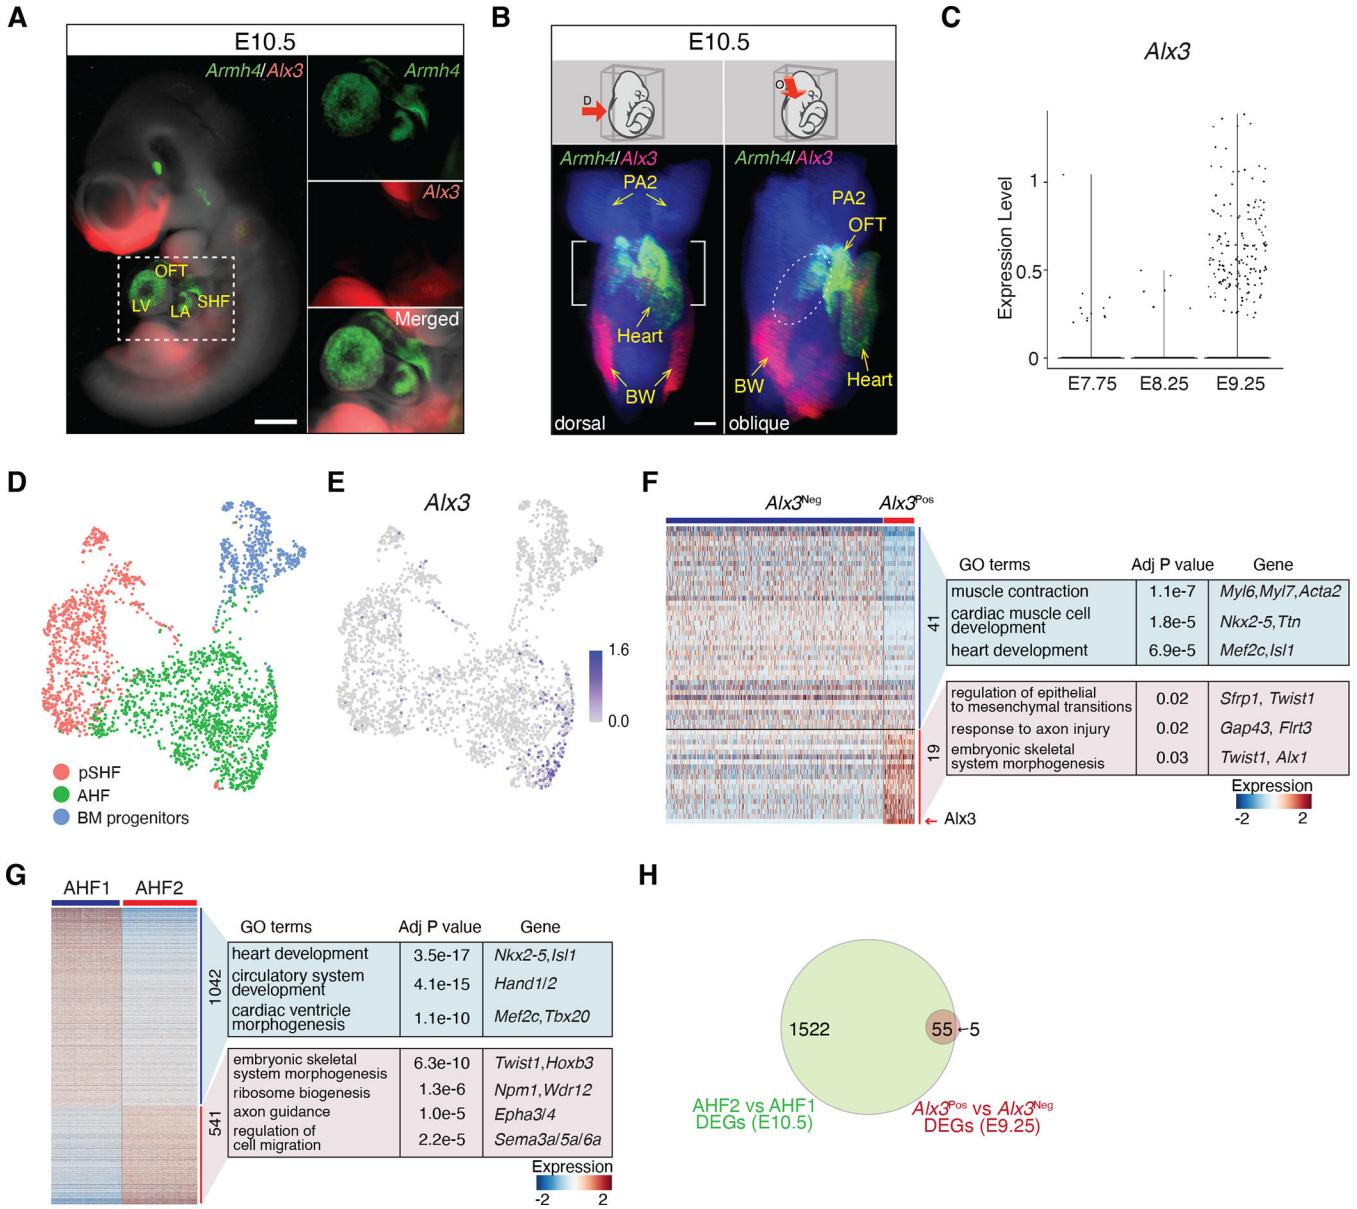 A
E10.5
Armh4/Alx3
Armh4
Alx3
Merged
OFT
LV
LA
SHF
B
E10.5
D
O
Armh4/Alx3
Armh4/Alx3
PA2
PA2
OFT
Heart
BW
BW
Heart
dorsal
oblique
C
Alx3
Expression Level
1
0.5
0
E7.75
E8.25
E9.25
D
pSHF
AHF
BM progenitors
E
Alx3
1.6
0.0
F
Alx3Neg
Alx3Pos
41
19
Alx3
GO terms Adj P value Gene
muscle contraction 1.1e-7 Myl6,Myl7,Acta2
cardiac muscle cell
development 1.8e-5 Nkx2-5,Ttn
heart development 6.9e-5 Mef2c,Isl1
regulation of epithelial
to mesenchymal transitions 0.02 Sfrp1, Twist1
response to axon injury 0.02 Gap43, Flrt3
embryonic skeletal
system morphogenesis 0.03 Twist1, Alx1
Expression
-2 2
G
AHF1 AHF2
1042
541
GO terms Adj P value Gene
heart development 3.5e-17 Nkx2-5,Isl1
circulatory system
development 4.1e-15 Hand1/2
cardiac ventricle
morphogenesis 1.1e-10 Mef2c,Tbx20
embryonic skeletal
system morphogenesis 6.3e-10 Twist1,Hoxb3
ribosome biogenesis 1.3e-6 Npm1,Wdr12
axon guidance 1.0e-5 Epha3/4
regulation of
cell migration 2.2e-5 Sema3a/5a/6a
Expression
-2 2
H
1522
55
5
AHF2 vs AHF1
DEGs (E10.5)
Alx3Pos vs Alx3Neg
DEGs (E9.25)